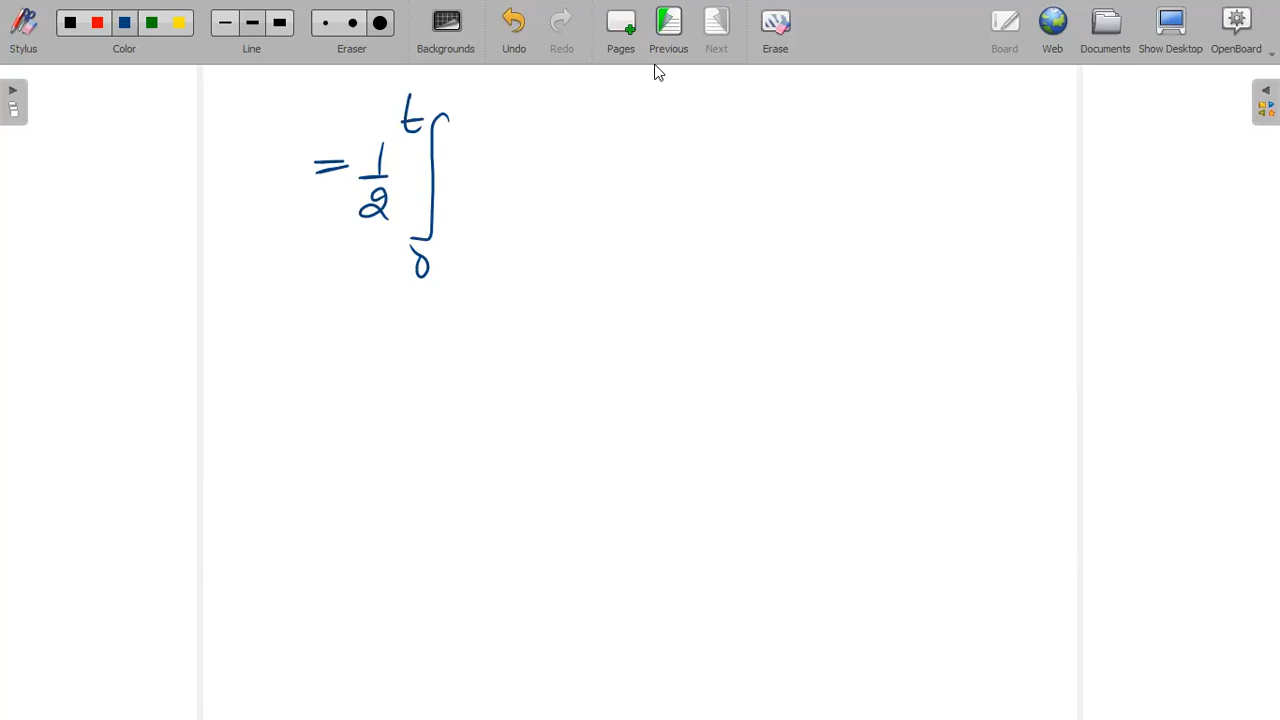 Stylus Color Line Eraser Backgrounds Undo Redo Pages Previous Next Erase Board Web Documents Show Desktop OpenBoard
= 1/2 ∫₀ᵗ